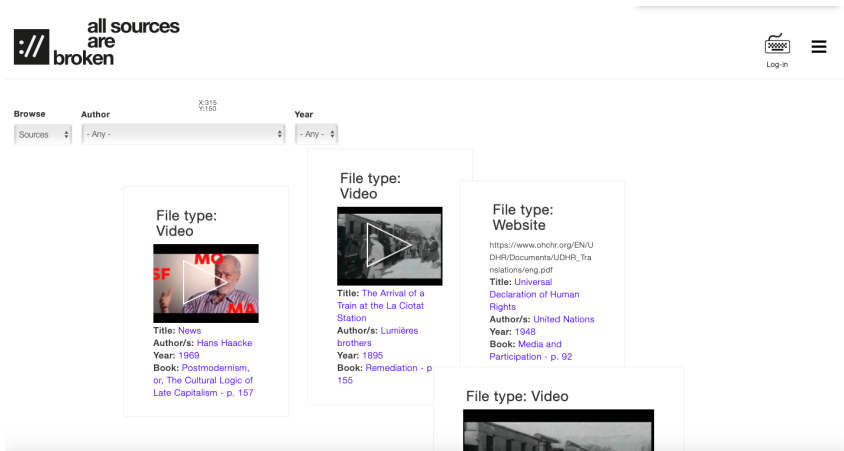 all sources
are
broken
://
Log-in
X:315
Y:150
Browse
Author
Year
Sources
- Any -
- Any -
File type:
Video
SF
MO
MA
Title: News
Author/s: Hans Haacke
Year: 1969
Book: Postmodernism,
or, The Cultural Logic of
Late Capitalism - p. 157
File type:
Video
Title: The Arrival of a
Train at the La Ciotat
Station
Author/s: Lumières
brothers
Year: 1895
Book: Remediation - p
155
File type:
Website
https://www.ohchr.org/EN/U
DHR/Documents/UDHR_Tra
nslations/eng.pdf
Title: Universal
Declaration of Human
Rights
Author/s: United Nations
Year: 1948
Book: Media and
Participation - p. 92
File type: Video